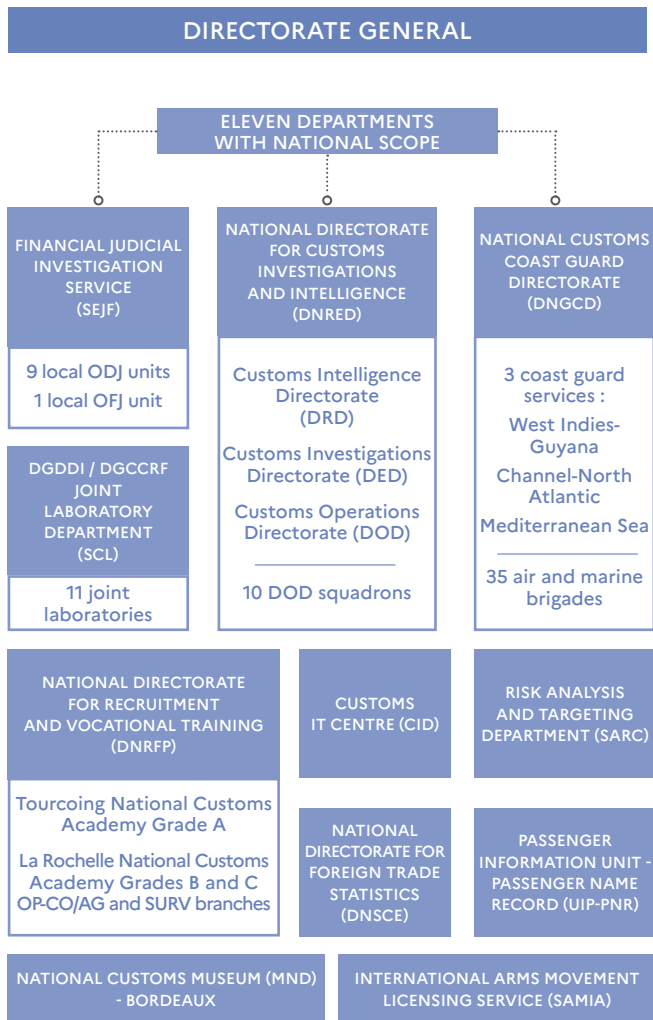 DIRECTORATE GENERAL
ELEVEN DEPARTMENTS
WITH NATIONAL SCOPE
FINANCIAL JUDICIAL
INVESTIGATION
SERVICE
(SEJF)
9 local ODJ units
1 local OFJ unit
DGDDI / DGCCRF
JOINT
LABORATORY
DEPARTMENT
(SCL)
11 joint
laboratories
NATIONAL DIRECTORATE
FOR CUSTOMS
INVESTIGATIONS
AND INTELLIGENCE
(DNRED)
Customs Intelligence
Directorate
(DRD)
Customs Investigations
Directorate (DED)
Customs Operations
Directorate (DOD)
10 DOD squadrons
NATIONAL CUSTOMS
COAST GUARD
DIRECTORATE
(DNGCD)
3 coast guard
services :
West Indies-
Guyana
Channel-North
Atlantic
Mediterranean Sea
35 air and marine
brigades
NATIONAL DIRECTORATE
FOR RECRUITMENT
AND VOCATIONAL TRAINING
(DNRFP)
Tourcoing National Customs
Academy Grade A
La Rochelle National Customs
Academy Grades B and C
OP-CO/AG and SURV branches
CUSTOMS
IT CENTRE (CID)
RISK ANALYSIS
AND TARGETING
DEPARTMENT (SARC)
NATIONAL
DIRECTORATE FOR
FOREIGN TRADE
STATISTICS
(DNSCE)
PASSENGER
INFORMATION UNIT -
PASSENGER NAME
RECORD (UIP-PNR)
NATIONAL CUSTOMS MUSEUM (MND)
- BORDEAUX
INTERNATIONAL ARMS MOVEMENT
LICENSING SERVICE (SAMIA)